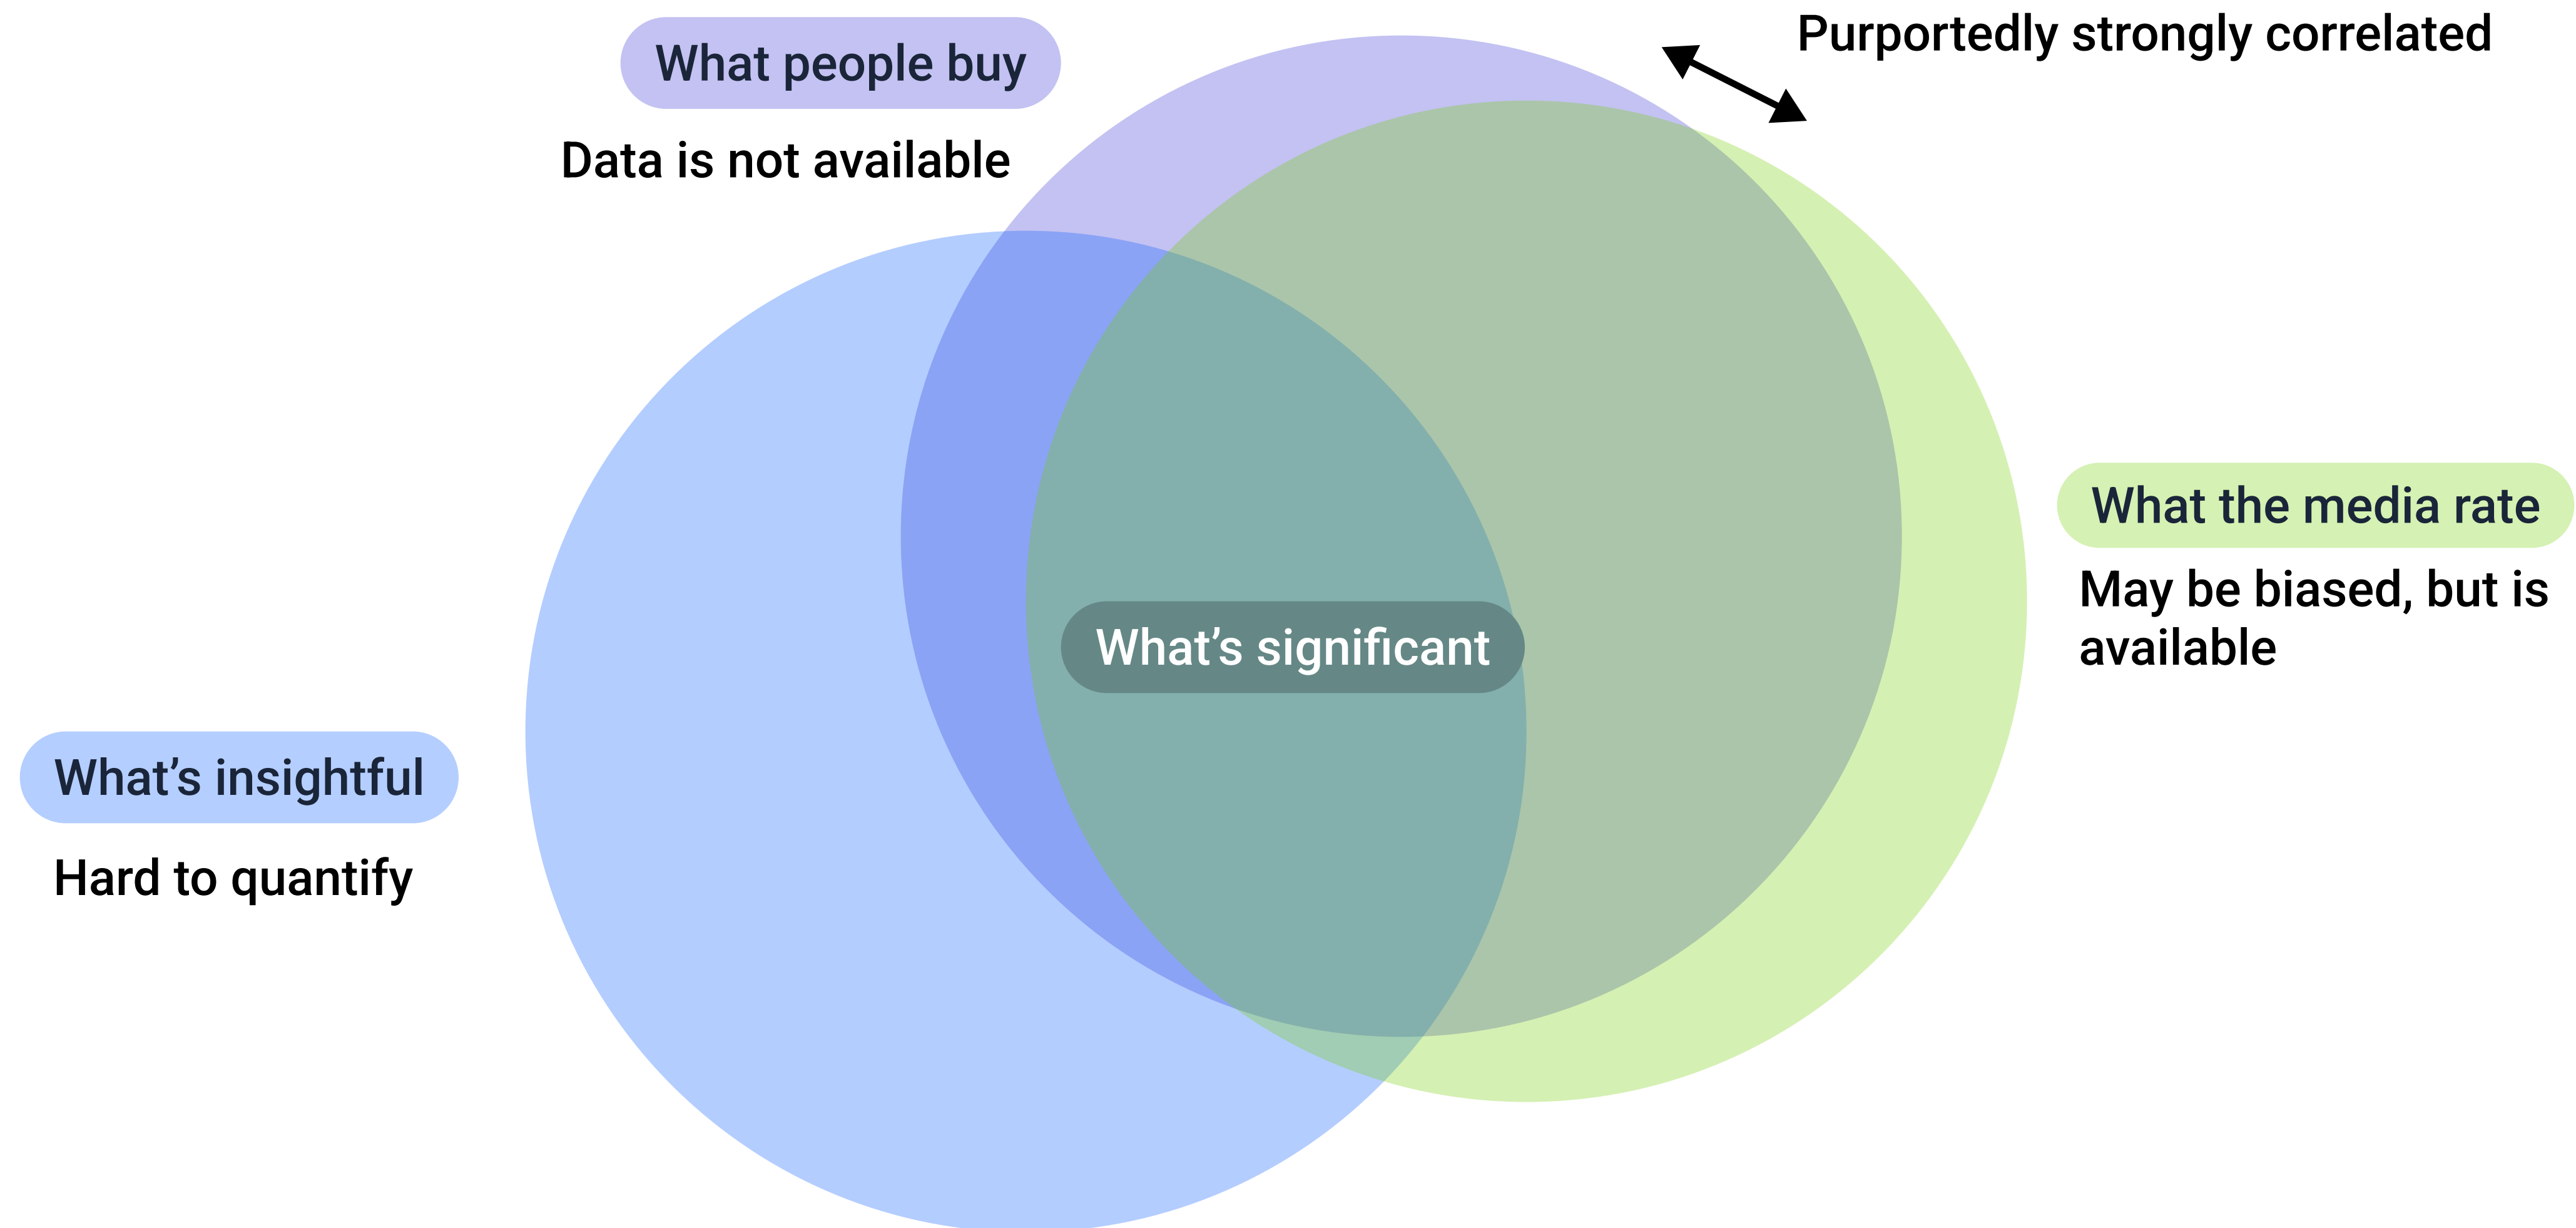 What people buy
Data is not available
Purportedly strongly correlated
What the media rate
May be biased, but is
available
What’s significant
What’s insightful
Hard to quantify